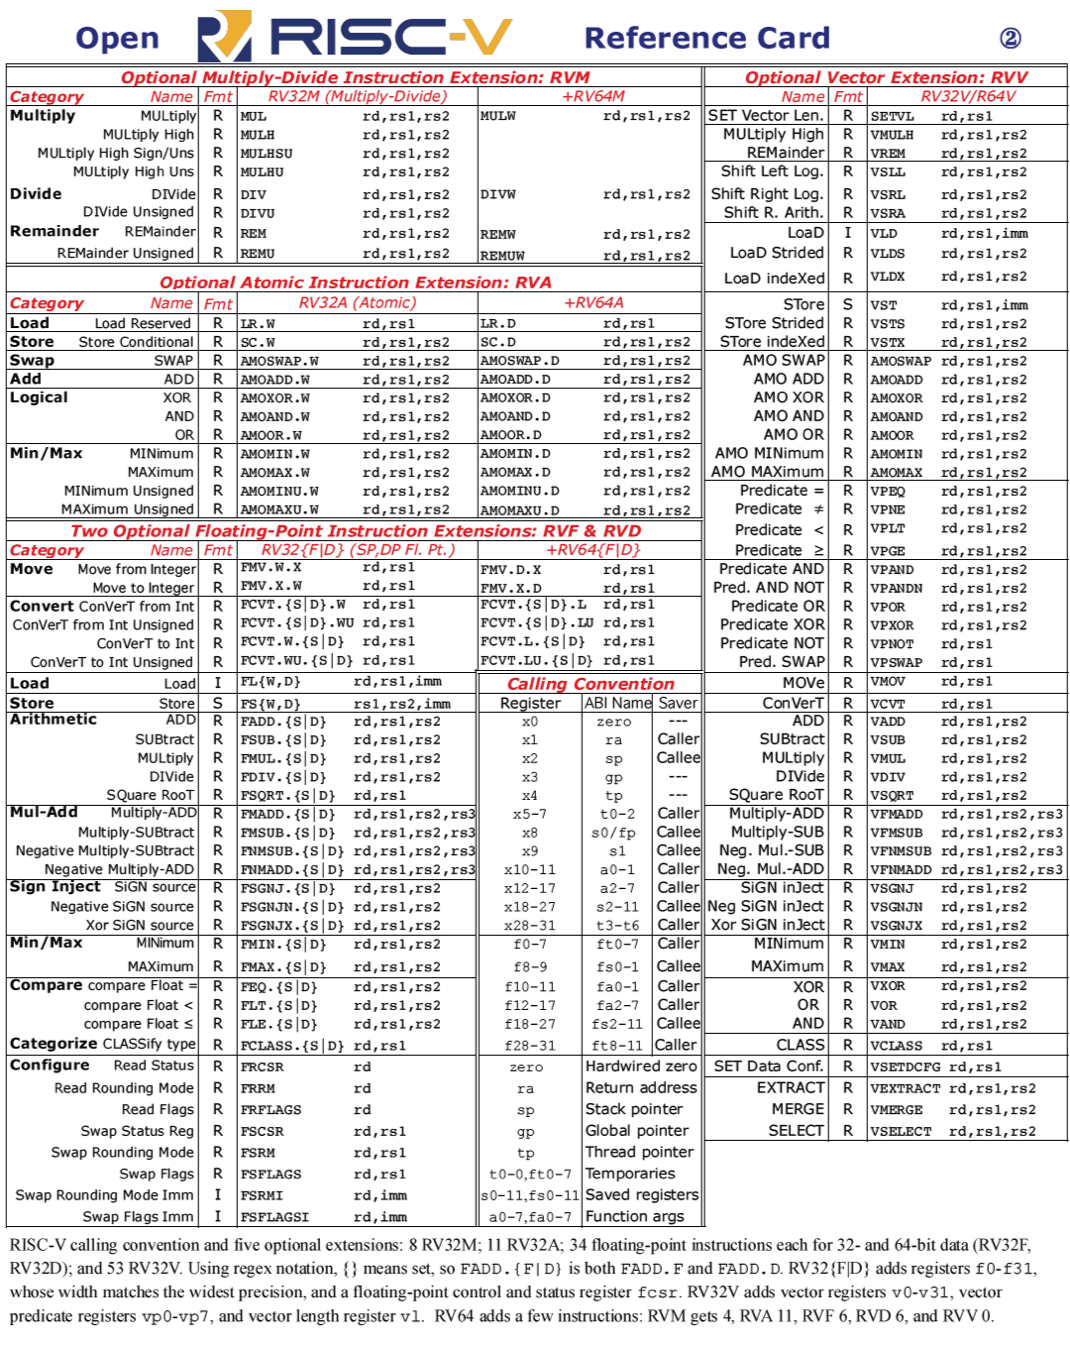 Open RISC-V Reference Card ②
Optional Multiply-Divide Instruction Extension: RVM
Category Name Fmt RV32M (Multiply-Divide) +RV64M
Multiply MULtiply R MUL rd,rs1,rs2 MULW rd,rs1,rs2
MULtiply High R MULH rd,rs1,rs2
MULtiply High Sign/Uns R MULHSU rd,rs1,rs2
MULtiply High Uns R MULHU rd,rs1,rs2
Divide DIVide R DIV rd,rs1,rs2 DIVW rd,rs1,rs2
DIVide Unsigned R DIVU rd,rs1,rs2
Remainder REMainder R REM rd,rs1,rs2 REMW rd,rs1,rs2
REMainder Unsigned R REMU rd,rs1,rs2 REMUW rd,rs1,rs2
Optional Atomic Instruction Extension: RVA
Category Name Fmt RV32A (Atomic) +RV64A
Load Load Reserved R LR.W rd,rs1 LR.D rd,rs1
Store Store Conditional R SC.W rd,rs1,rs2 SC.D rd,rs1,rs2
Swap SWAP R AMOSWAP.W rd,rs1,rs2 AMOSWAP.D rd,rs1,rs2
Add ADD R AMOADD.W rd,rs1,rs2 AMOADD.D rd,rs1,rs2
Logical XOR R AMOXOR.W rd,rs1,rs2 AMOXOR.D rd,rs1,rs2
AND R AMOAND.W rd,rs1,rs2 AMOAND.D rd,rs1,rs2
OR R AMOOR.W rd,rs1,rs2 AMOOR.D rd,rs1,rs2
Min/Max MINimum R AMOMIN.W rd,rs1,rs2 AMOMIN.D rd,rs1,rs2
MAXimum R AMOMAX.W rd,rs1,rs2 AMOMAX.D rd,rs1,rs2
MINimum Unsigned R AMOMINU.W rd,rs1,rs2 AMOMINU.D rd,rs1,rs2
MAXimum Unsigned R AMOMAXU.W rd,rs1,rs2 AMOMAXU.D rd,rs1,rs2
Two Optional Floating-Point Instruction Extensions: RVF & RVD
Category Name Fmt RV32{F|D} (SP,DP Fl. Pt.) +RV64{F|D}
Move Move from Integer R FMV.W.X rd,rs1 FMV.D.X rd,rs1
Move to Integer R FMV.X.W rd,rs1 FMV.X.D rd,rs1
Convert ConVerT from Int R FCVT.{S|D}.W rd,rs1 FCVT.{S|D}.L rd,rs1
ConVerT from Int Unsigned R FCVT.{S|D}.WU rd,rs1 FCVT.{S|D}.LU rd,rs1
ConVerT to Int R FCVT.W.{S|D} rd,rs1 FCVT.L.{S|D} rd,rs1
ConVerT to Int Unsigned R FCVT.WU.{S|D} rd,rs1 FCVT.LU.{S|D} rd,rs1
Load Load I FL{W,D} rd,rs1,imm
Store Store S FS{W,D} rs1,rs2,imm
Arithmetic ADD R FADD.{S|D} rd,rs1,rs2
SUBtract R FSUB.{S|D} rd,rs1,rs2
MULtiply R FMUL.{S|D} rd,rs1,rs2
DIVide R FDIV.{S|D} rd,rs1,rs2
SQuare RooT R FSQRT.{S|D} rd,rs1
Mul-Add Multiply-ADD R FMADD.{S|D} rd,rs1,rs2,rs3
Multiply-SUBtract R FMSUB.{S|D} rd,rs1,rs2,rs3
Negative Multiply-SUBtract R FNMSUB.{S|D} rd,rs1,rs2,rs3
Negative Multiply-ADD R FNMADD.{S|D} rd,rs1,rs2,rs3
Sign Inject SiGN source R FSGNJ.{S|D} rd,rs1,rs2
Negative SiGN source R FSGNJN.{S|D} rd,rs1,rs2
Xor SiGN source R FSGNJX.{S|D} rd,rs1,rs2
Min/Max MINimum R FMIN.{S|D} rd,rs1,rs2
MAXimum R FMAX.{S|D} rd,rs1,rs2
Compare compare Float = R FEQ.{S|D} rd,rs1,rs2
compare Float < R FLT.{S|D} rd,rs1,rs2
compare Float ≤ R FLE.{S|D} rd,rs1,rs2
Categorize CLASSify type R FCLASS.{S|D} rd,rs1
Configure Read Status R FRCSR rd
Read Rounding Mode R FRRM rd
Read Flags R FRFLAGS rd
Swap Status Reg R FSCSR rd,rs1
Swap Rounding Mode R FSRM rd,rs1
Swap Flags R FSFLAGS rd,rs1
Swap Rounding Mode Imm I FSRMI rd,imm
Swap Flags Imm I FSFLAGSI rd,imm
Calling Convention
Register ABI Name Saver
x0 zero ---
x1 ra Caller
x2 sp Callee
x3 gp ---
x4 tp ---
x5-7 t0-2 Caller
x8 s0/fp Callee
x9 s1 Callee
x10-11 a0-1 Caller
x12-17 a2-7 Caller
x18-27 s2-11 Callee
x28-31 t3-t6 Caller
f0-7 ft0-7 Caller
f8-9 fs0-1 Callee
f10-11 fa0-1 Caller
f12-17 fa2-7 Caller
f18-27 fs2-11 Callee
f28-31 ft8-11 Caller
zero Hardwired zero
ra Return address
sp Stack pointer
gp Global pointer
tp Thread pointer
t0-0,ft0-7 Temporaries
s0-11,fs0-11 Saved registers
a0-7,fa0-7 Function args
Optional Vector Extension: RVV
Name Fmt RV32V/R64V
SET Vector Len. R SETVL rd,rs1
MULtiply High R VMULH rd,rs1,rs2
REMainder R VREM rd,rs1,rs2
Shift Left Log. R VSLL rd,rs1,rs2
Shift Right Log. R VSRL rd,rs1,rs2
Shift R. Arith. R VSRA rd,rs1,rs2
LoaD I VLD rd,rs1,imm
LoaD Strided R VLDS rd,rs1,rs2
LoaD indeXed R VLDX rd,rs1,rs2
STore S VST rd,rs1,imm
STore Strided R VSTS rd,rs1,rs2
STore indeXed R VSTX rd,rs1,rs2
AMO SWAP R AMOSWAP rd,rs1,rs2
AMO ADD R AMOADD rd,rs1,rs2
AMO XOR R AMOXOR rd,rs1,rs2
AMO AND R AMOAND rd,rs1,rs2
AMO OR R AMOOR rd,rs1,rs2
AMO MINimum R AMOMIN rd,rs1,rs2
AMO MAXimum R AMOMAX rd,rs1,rs2
Predicate = R VPEQ rd,rs1,rs2
Predicate ≠ R VPNE rd,rs1,rs2
Predicate < R VPLT rd,rs1,rs2
Predicate ≥ R VPGE rd,rs1,rs2
Predicate AND R VPAND rd,rs1,rs2
Pred. AND NOT R VPANDN rd,rs1,rs2
Predicate OR R VPOR rd,rs1,rs2
Predicate XOR R VPXOR rd,rs1,rs2
Predicate NOT R VPNOT rd,rs1
Pred. SWAP R VPSWAP rd,rs1
MOVe R VMOV rd,rs1
ConVerT R VCVT rd,rs1
ADD R VADD rd,rs1,rs2
SUBtract R VSUB rd,rs1,rs2
MULtiply R VMUL rd,rs1,rs2
DIVide R VDIV rd,rs1,rs2
SQuare RooT R VSQRT rd,rs1,rs2
Multiply-ADD R VFMADD rd,rs1,rs2,rs3
Multiply-SUB R VFMSUB rd,rs1,rs2,rs3
Neg. Mul.-SUB R VFNMSUB rd,rs1,rs2,rs3
Neg. Mul.-ADD R VFNMADD rd,rs1,rs2,rs3
SiGN inJect R VSGNJ rd,rs1,rs2
Neg SiGN inJect R VSGNJN rd,rs1,rs2
Xor SiGN inJect R VSGNJX rd,rs1,rs2
MINimum R VMIN rd,rs1,rs2
MAXimum R VMAX rd,rs1,rs2
XOR R VXOR rd,rs1,rs2
OR R VOR rd,rs1,rs2
AND R VAND rd,rs1,rs2
CLASS R VCLASS rd,rs1
SET Data Conf. R VSETDCFG rd,rs1
EXTRACT R VEXTRACT rd,rs1,rs2
MERGE R VMERGE rd,rs1,rs2
SELECT R VSELECT rd,rs1,rs2
RISC-V calling convention and five optional extensions: 8 RV32M; 11 RV32A; 34 floating-point instructions each for 32- and 64-bit data (RV32F,
RV32D); and 53 RV32V. Using regex notation, {} means set, so FADD.{F|D} is both FADD.F and FADD.D. RV32{F|D} adds registers f0-f31,
whose width matches the widest precision, and a floating-point control and status register fcsr. RV32V adds vector registers v0-v31, vector
predicate registers vp0-vp7, and vector length register vl. RV64 adds a few instructions: RVM gets 4, RVA 11, RVF 6, RVD 6, and RVV 0.